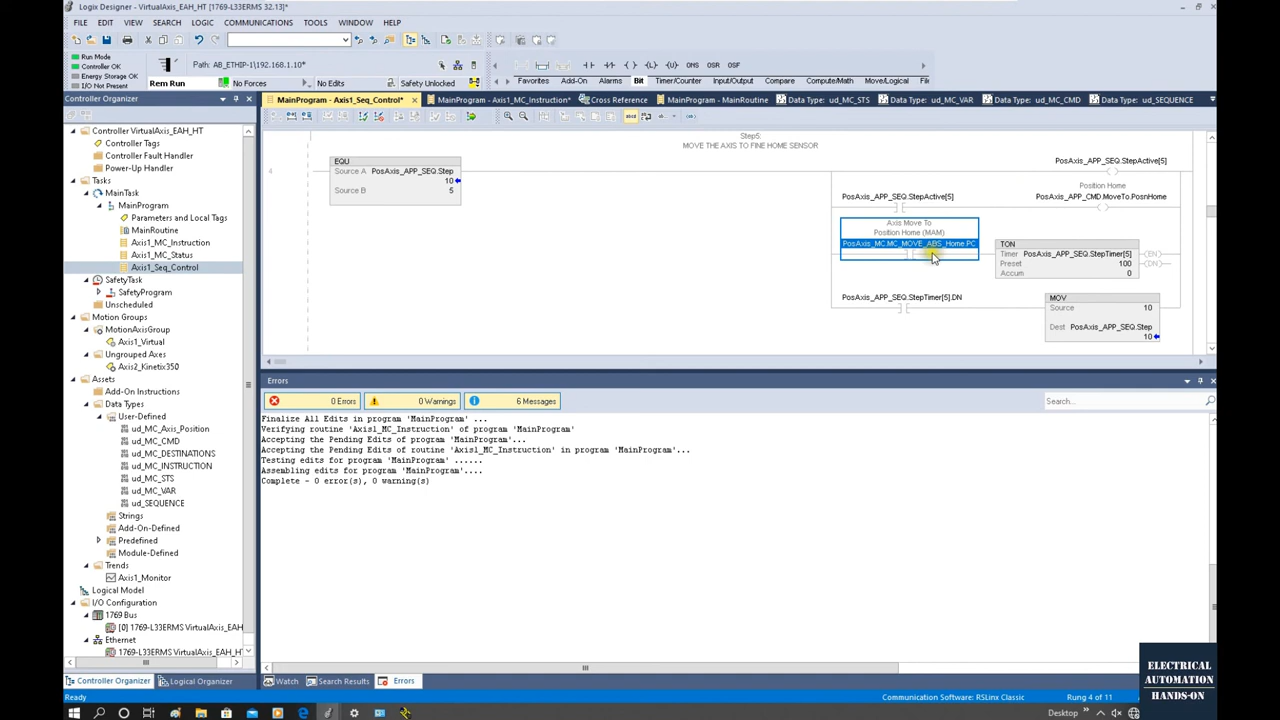 Logix Designer - VirtualAxis_EAH_HT [1769-L33ERMS 32.13]*
FILE EDIT VIEW SEARCH LOGIC COMMUNICATIONS TOOLS WINDOW HELP
Run Mode
Controller OK
Energy Storage OK
I/O Not Present
Path: AB_ETHIP-1\192.168.1.10*
Rem Run No Forces No Edits Safety Unlocked
ONS OSR OSF
Favorites Add-On Alarms Bit Timer/Counter Input/Output Compare Compute/Math Move/Logical File
Controller Organizer
MainProgram - Axis1_Seq_Control* MainProgram - Axis1_MC_Instruction* Cross Reference MainProgram - MainRoutine Data Type: ud_MC_STS Data Type: ud_MC_VAR Data Type: ud_MC_CMD Data Type: ud_SEQUENCE
Controller VirtualAxis_EAH_HT
Controller Tags
Controller Fault Handler
Power-Up Handler
Tasks
MainTask
MainProgram
Parameters and Local Tags
MainRoutine
Axis1_MC_Instruction
Axis1_MC_Status
Axis1_Seq_Control
SafetyTask
SafetyProgram
Unscheduled
Motion Groups
MotionAxisGroup
Axis1_Virtual
Ungrouped Axes
Axis2_Kinetix350
Assets
Add-On Instructions
Data Types
User-Defined
ud_MC_Axis_Position
ud_MC_CMD
ud_MC_DESTINATIONS
ud_MC_INSTRUCTION
ud_MC_STS
ud_MC_VAR
ud_SEQUENCE
Strings
Add-On-Defined
Predefined
Module-Defined
Trends
Axis1_Monitor
Logical Model
I/O Configuration
1769 Bus
[0] 1769-L33ERMS VirtualAxis_EAH_HT
Ethernet
1769-L33ERMS VirtualAxis_EAH_HT
Controller Organizer Logical Organizer
Step5:
MOVE THE AXIS TO FINE HOME SENSOR
4
EQU
Source A PosAxis_APP_SEQ.Step
10
Source B 5
PosAxis_APP_SEQ.StepActive[5]
Position Home
PosAxis_APP_SEQ.StepActive[5] PosAxis_APP_CMD.MoveTo.PosnHome
Axis Move To
Position Home (MAM)
PosAxis_MC.MC_MOVE_ABS_Home.PC
TON
Timer PosAxis_APP_SEQ.StepTimer[5] (EN)
Preset 100 (DN)
Accum 0
PosAxis_APP_SEQ.StepTimer[5].DN
MOV
Source 10
Dest PosAxis_APP_SEQ.Step
10
Errors
0 Errors 0 Warnings 6 Messages Search...
Finalize All Edits in program 'MainProgram' ...
Verifying routine 'Axis1_MC_Instruction' of program 'MainProgram'
Accepting the Pending Edits of program 'MainProgram'...
Accepting the Pending Edits of routine 'Axis1_MC_Instruction' in program 'MainProgram'...
Testing edits for program 'MainProgram' ......
Assembling edits for program 'MainProgram'....
Complete - 0 error(s), 0 warning(s)
Watch Search Results Errors
ELECTRICAL
AUTOMATION
HANDS-ON
Ready Communication Software: RSLinx Classic Rung 4 of 11
Desktop